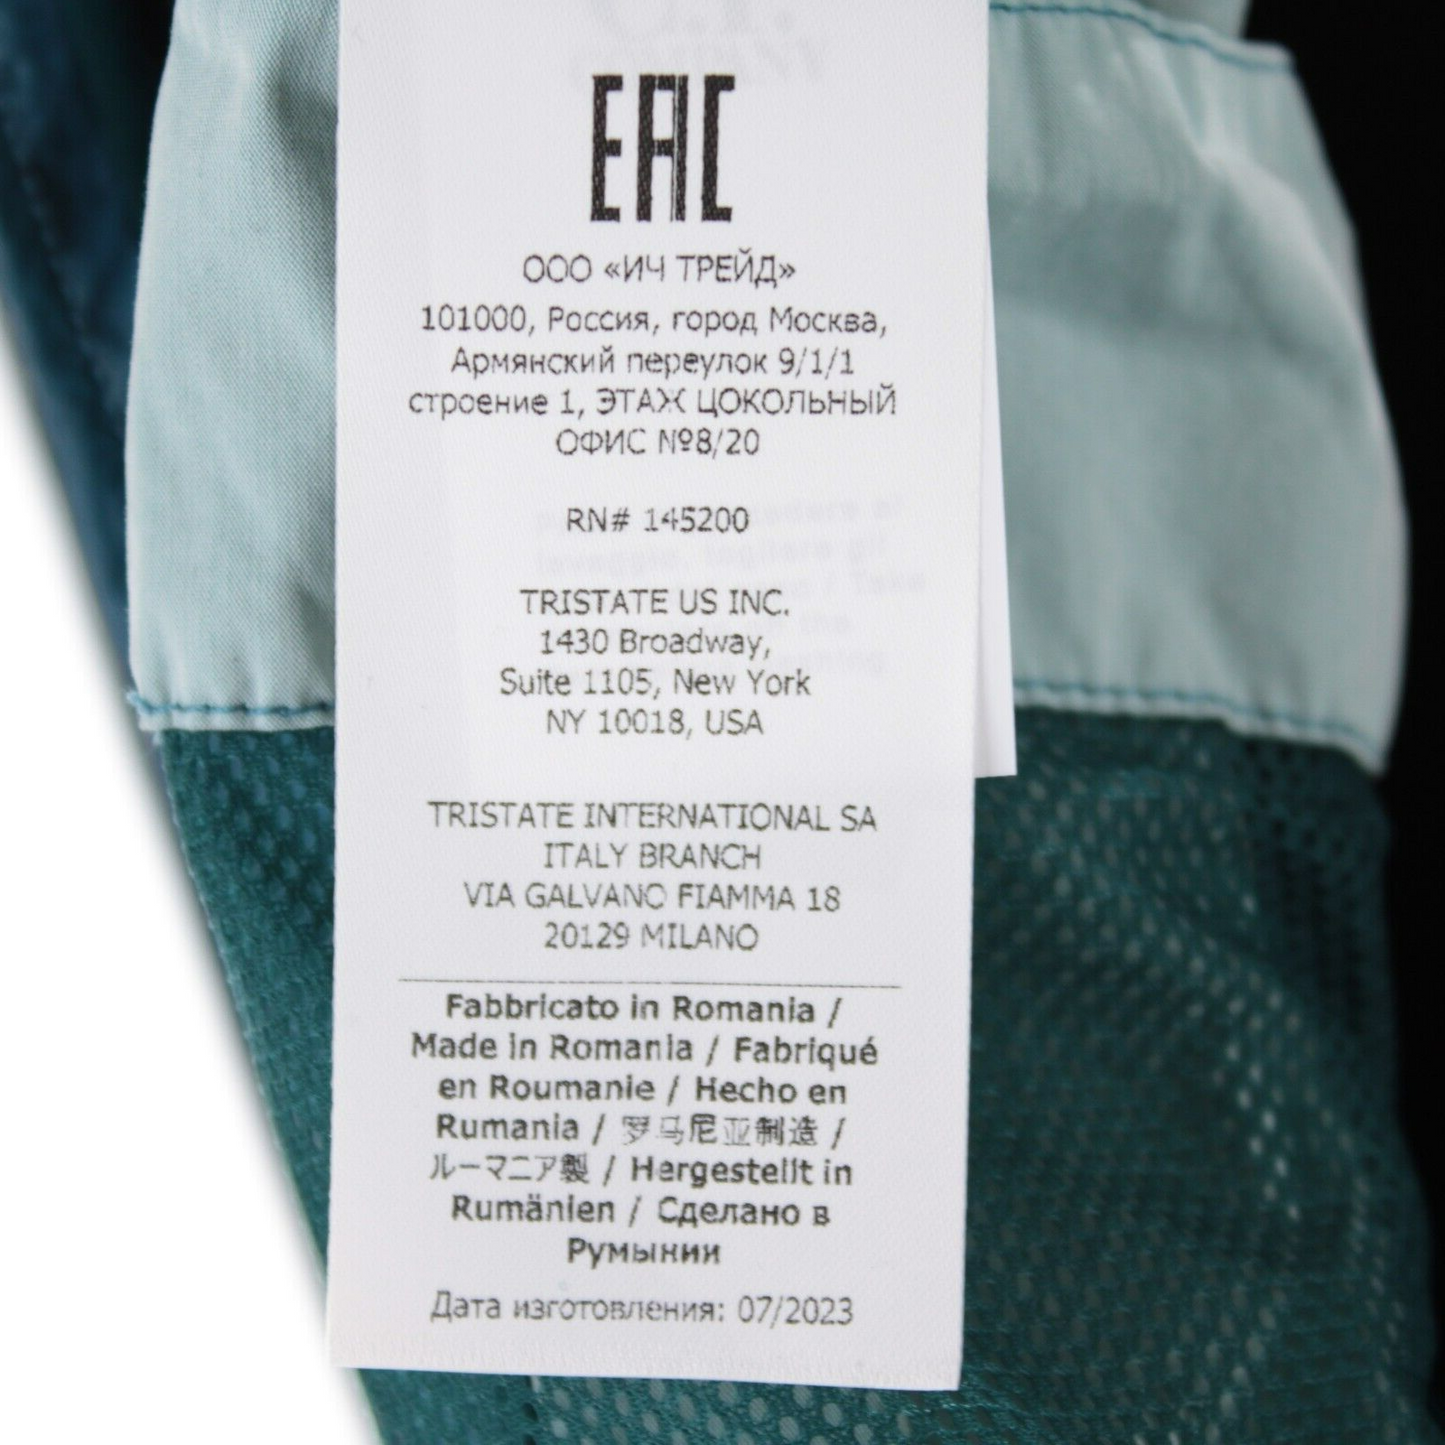 EAC
ООО «ИЧ ТРЕЙД»
101000, Россия, город Москва,
Армянский переулок 9/1/1
строение 1, ЭТАЖ ЦОКОЛЬНЫЙ
ОФИС №8/20
RN# 145200
TRISTATE US INC.
1430 Broadway,
Suite 1105, New York
NY 10018, USA
TRISTATE INTERNATIONAL SA
ITALY BRANCH
VIA GALVANO FIAMMA 18
20129 MILANO
Fabbricato in Romania /
Made in Romania / Fabriqué
en Roumanie / Hecho en
Rumania / 罗马尼亚制造 /
ルーマニア製 / Hergestellt in
Rumänien / Сделано в
Румынии
Дата изготовления: 07/2023